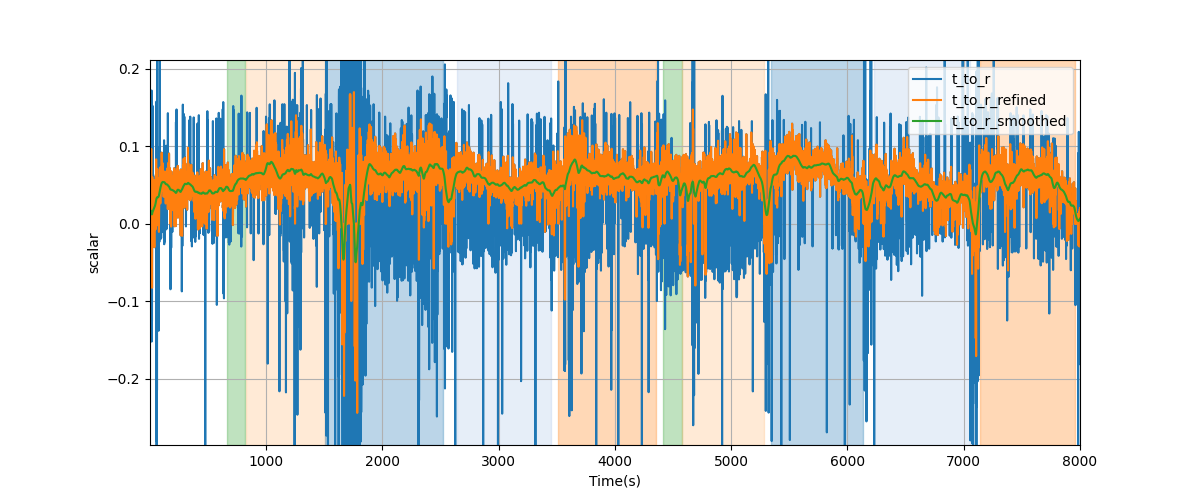 0.2
0.1
0.0
−0.1
−0.2
scalar
1000 2000 3000 4000 5000 6000 7000 8000
Time(s)
t_to_r
t_to_r_refined
t_to_r_smoothed